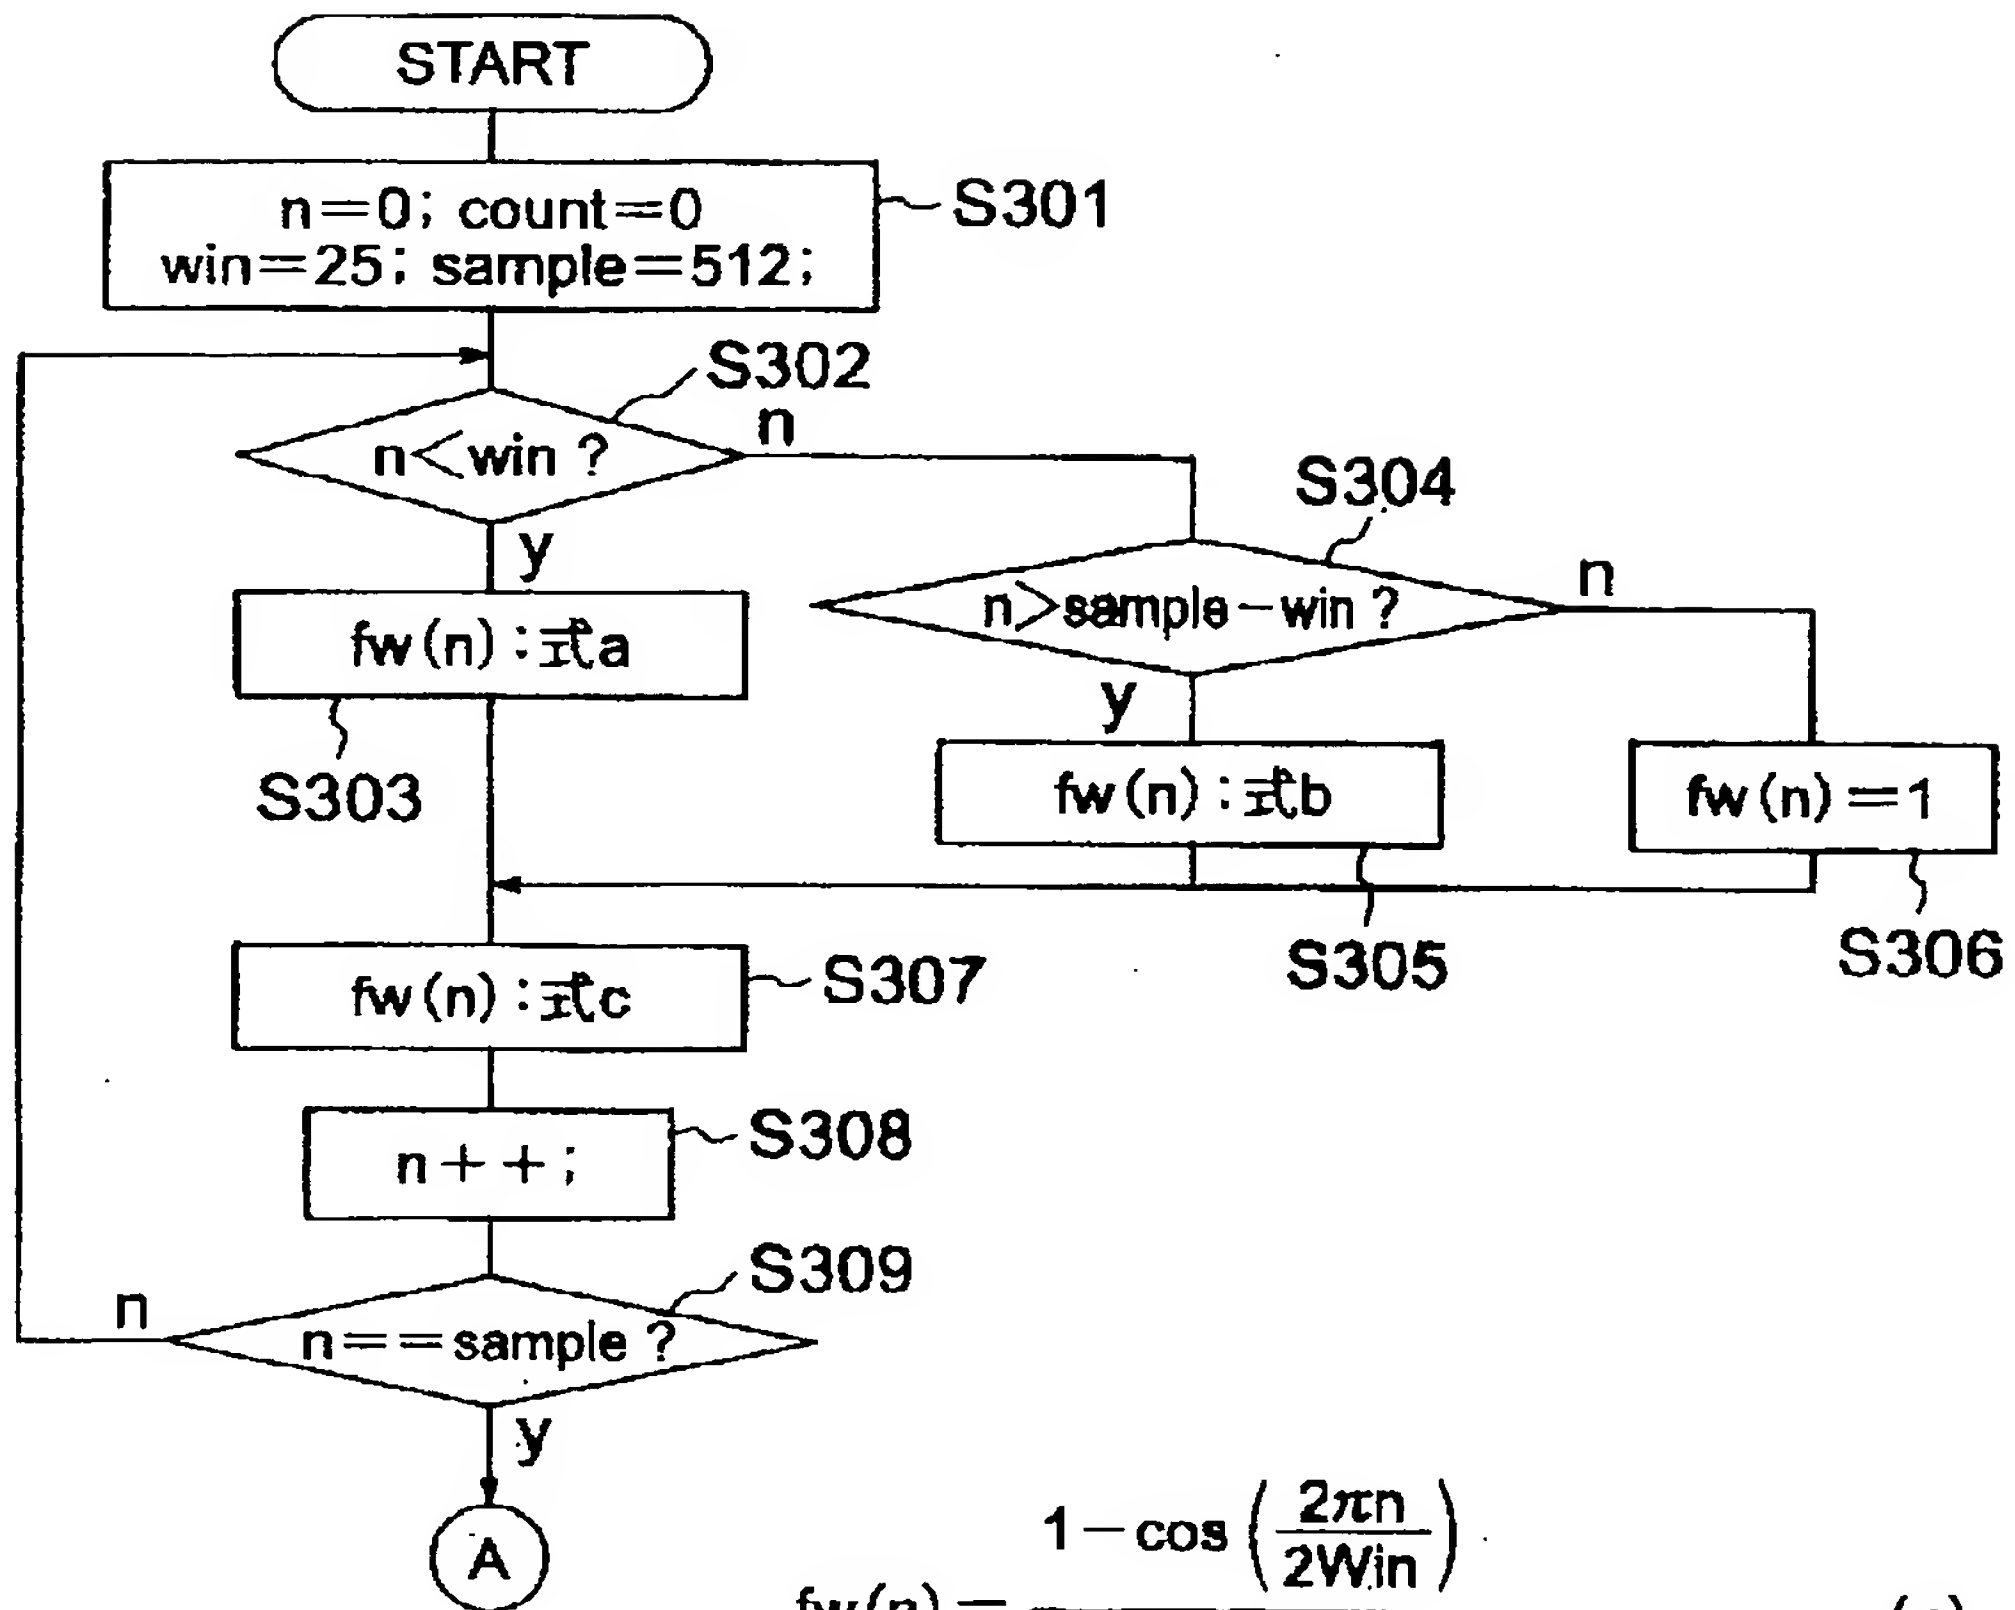 START
n=0; count=0
win=25; sample=512;
S301
S302
n<win ?
n
y
S304
n>sample-win ?
n
y
fw(n):式a
S303
fw(n):式b
S305
fw(n)=1
S306
fw(n):式c
S307
n++;
S308
S309
n==sample ?
n
y
A
1-cos(2πn/2Win)
fw(n)=